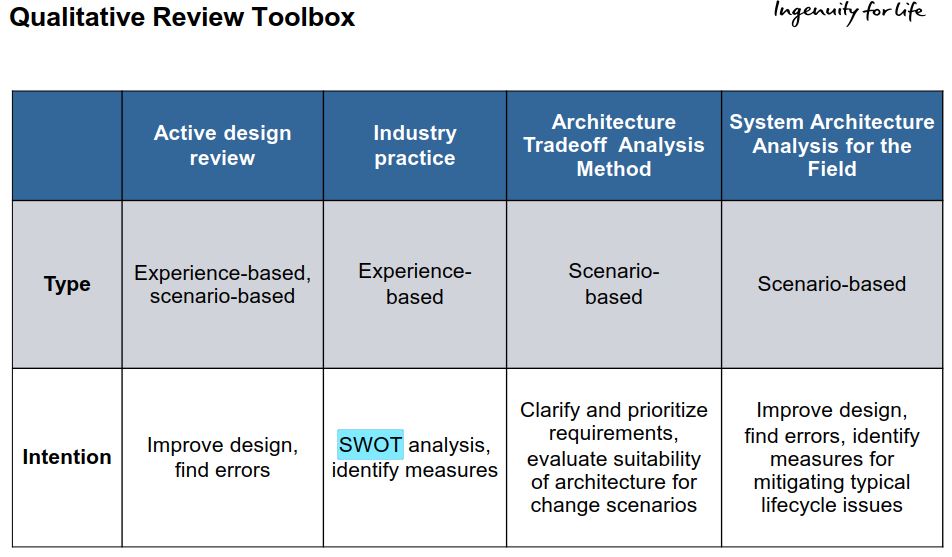 Qualitative Review Toolbox
Ingenuity for life
Active design
review
Industry
practice
Architecture
Tradeoff Analysis
Method
System Architecture
Analysis for the
Field
Type
Experience-based,
scenario-based
Experience-
based
Scenario-
based
Scenario-based
Intention
Improve design,
find errors
SWOT analysis,
identify measures
Clarify and prioritize
requirements,
evaluate suitability
of architecture for
change scenarios
Improve design,
find errors, identify
measures for
mitigating typical
lifecycle issues